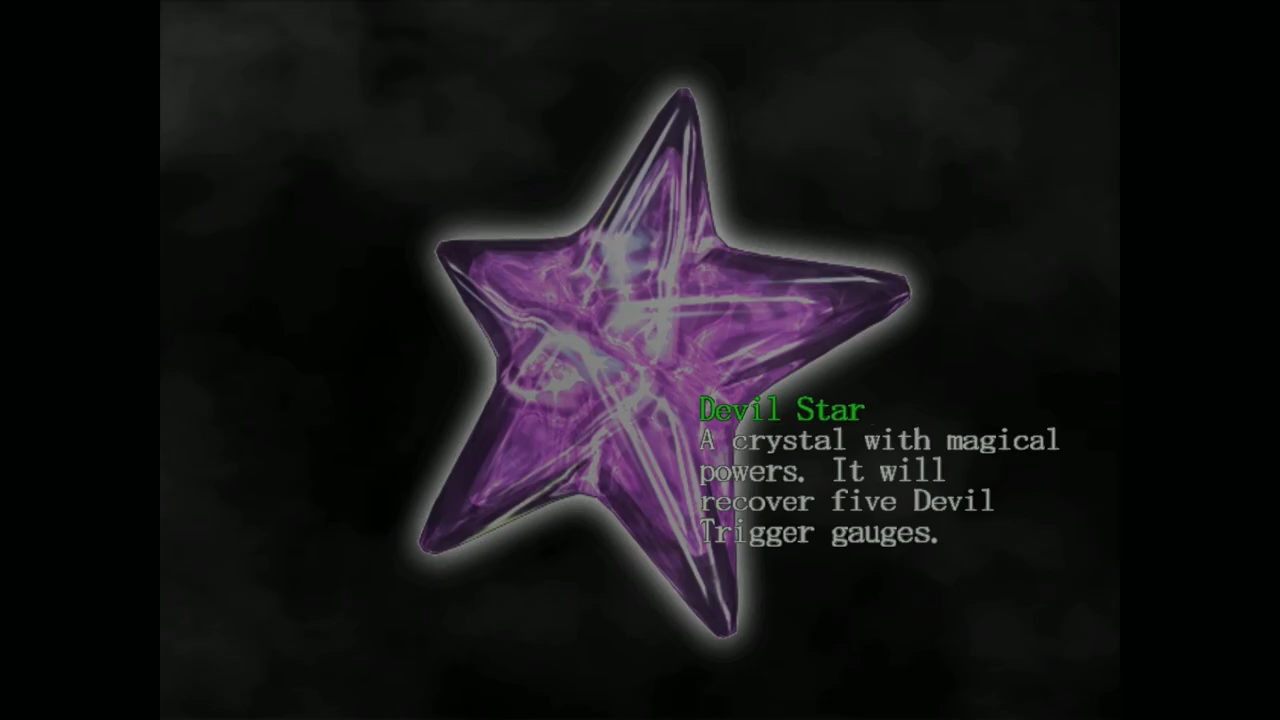 Devil Star
A crystal with magical
powers. It will
recover five Devil
Trigger gauges.